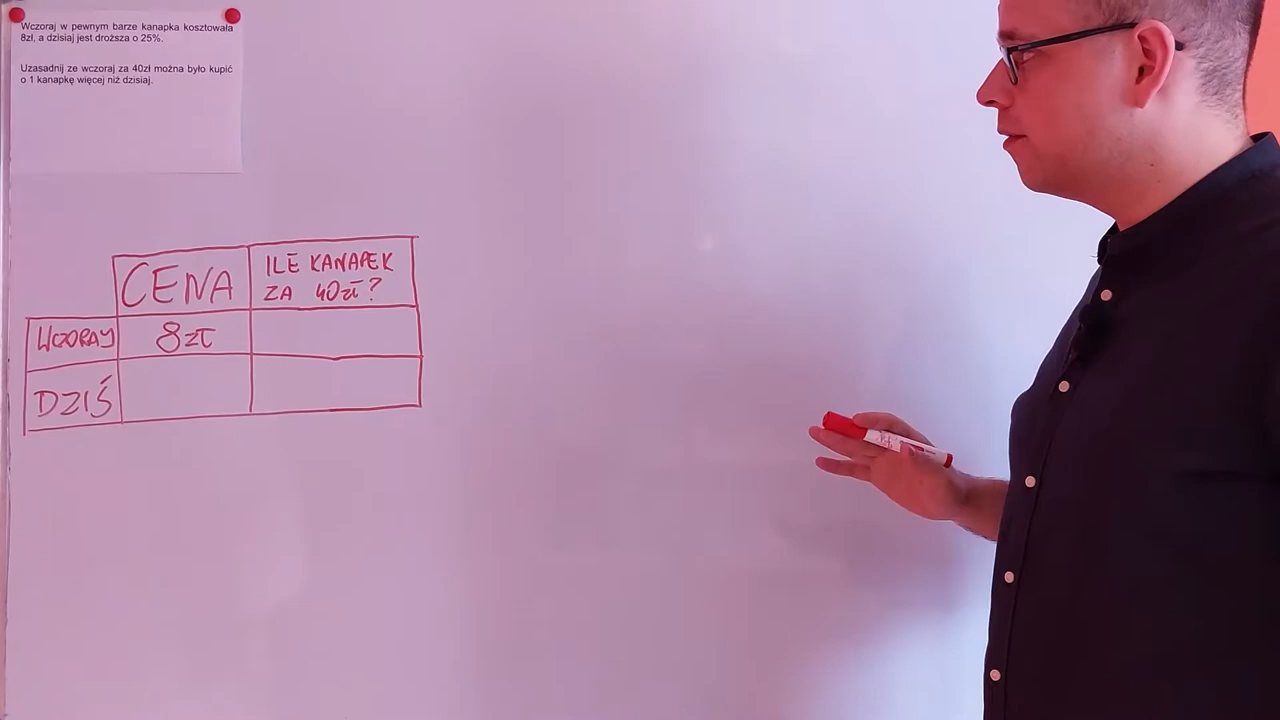 Wczoraj w pewnym barze kanapka kosztowała
8zł, a dzisiaj jest droższa o 25%.
Uzasadnij ze wczoraj za 40zł można było kupić
o 1 kanapkę więcej niż dzisiaj.
CENA
ILE KANAPEK
ZA 40zł?
WCZORAJ 8zł
DZIŚ